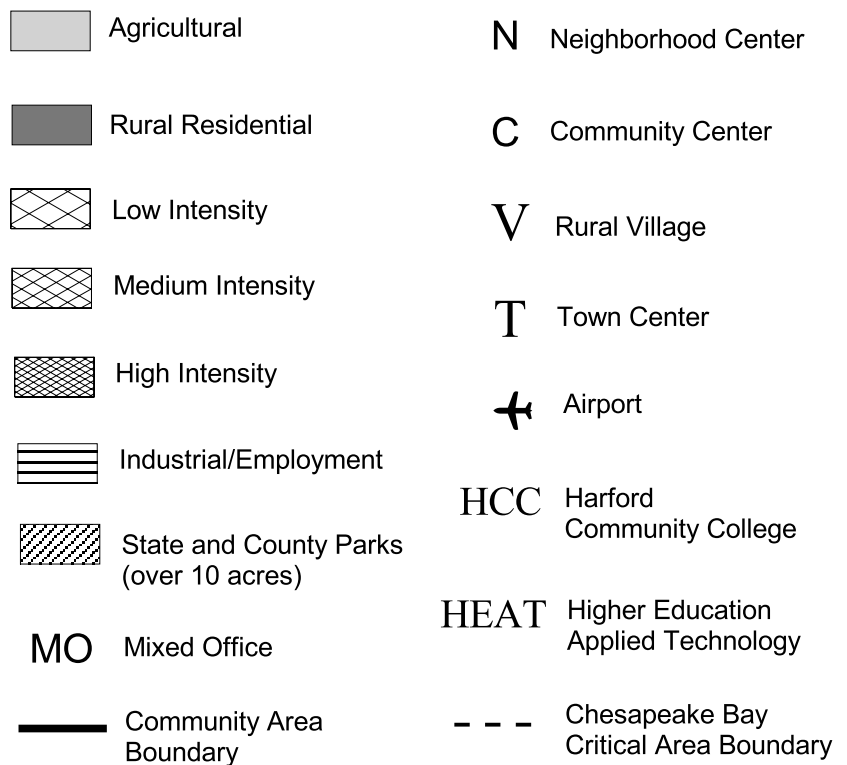 Agricultural
Rural Residential
Low Intensity
Medium Intensity
High Intensity
Industrial/Employment
State and County Parks
(over 10 acres)
MO Mixed Office
Community Area
Boundary
N Neighborhood Center
C Community Center
V Rural Village
T Town Center
Airport
HCC Harford
Community College
HEAT Higher Education
Applied Technology
Chesapeake Bay
Critical Area Boundary